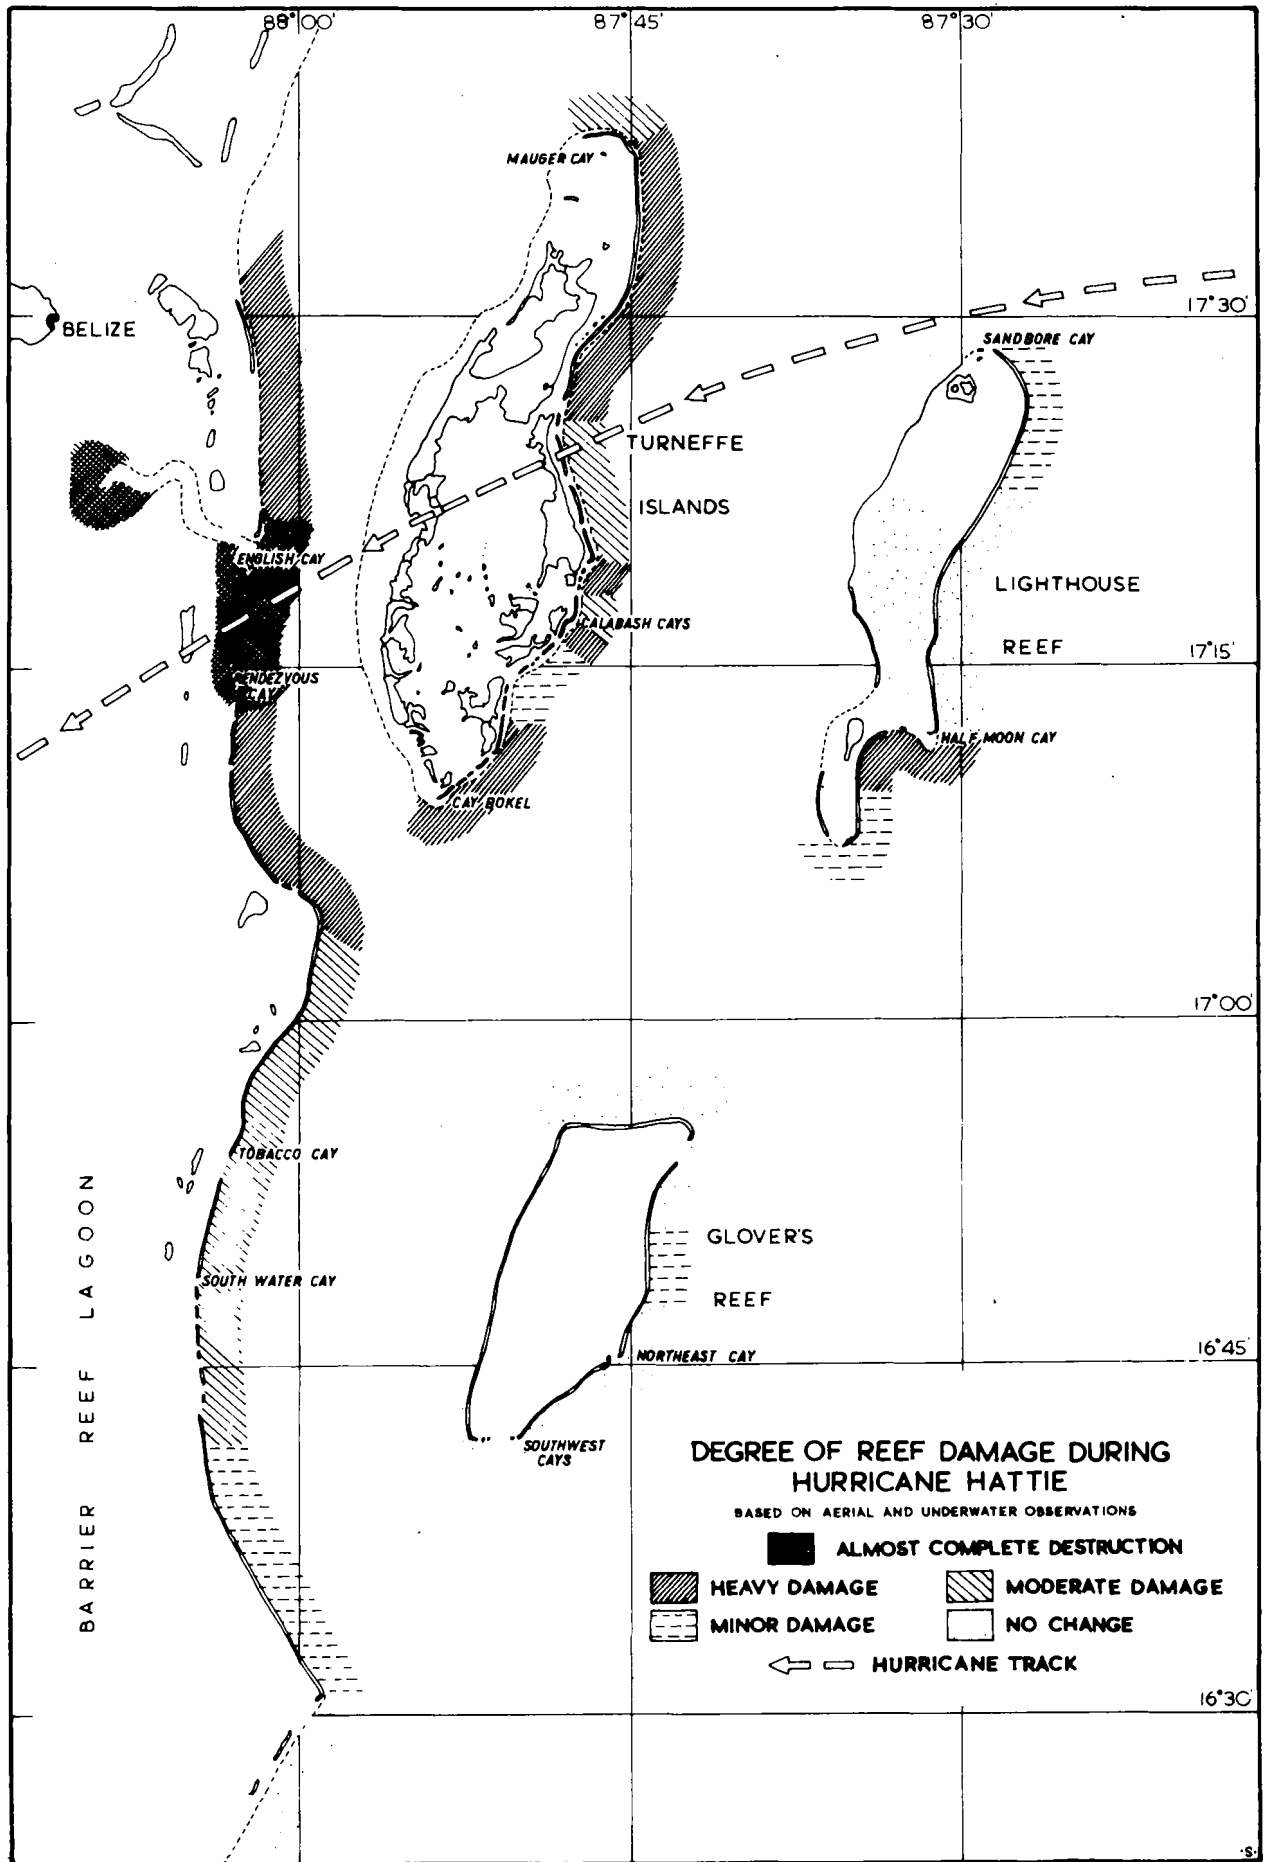 88°00'
87°45'
87°30'
MAUGER CAY
17°30'
BELIZE
SANDBORE CAY
TURNEFFE
ISLANDS
ENGLISH CAY
LIGHTHOUSE
REEF
CALABASH CAYS
17°15'
RENDEZVOUS
CAY
HALF MOON CAY
CAY BOKEL
17°00'
TOBACCO CAY
BARRIER REEF LAGOON
GLOVER'S
REEF
SOUTH WATER CAY
NORTHEAST CAY
16°45'
SOUTHWEST
CAYS
DEGREE OF REEF DAMAGE DURING
HURRICANE HATTIE
BASED ON AERIAL AND UNDERWATER OBSERVATIONS
ALMOST COMPLETE DESTRUCTION
HEAVY DAMAGE
MODERATE DAMAGE
MINOR DAMAGE
NO CHANGE
HURRICANE TRACK
16°30'
·S·